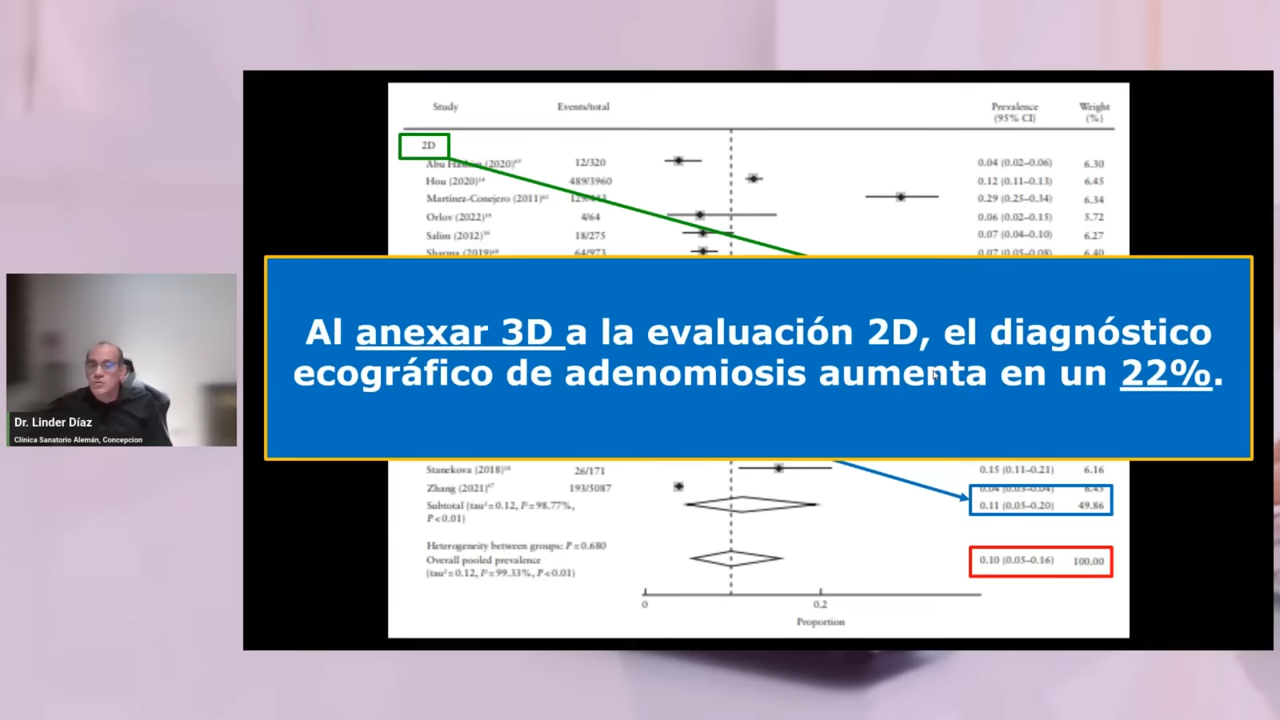 Study Events/total Prevalence Weight
(95% CI) (%)
2D
Abu Hashim (2020) 12/320 0.04 (0.02–0.06) 6.30
Hou (2020) 489/3960 0.12 (0.11–0.13) 6.45
Martínez-Conejero (2011) 0.29 (0.25–0.34) 6.34
Orlov (2022) 4/64 0.06 (0.02–0.15) 5.72
Salim (2012) 18/275 0.07 (0.04–0.10) 6.27
Sharma (2019) 64/973 0.07 (0.05–0.08) 6.40
Al anexar 3D a la evaluación 2D, el diagnóstico
ecográfico de adenomiosis aumenta en un 22%.
Stanekova (2018) 26/171 0.15 (0.11–0.21) 6.16
Zhang (2021) 193/5087 0.04 (0.03–0.04) 6.45
Subtotal (tau² = 0.12, I² = 98.77%, 0.11 (0.05–0.20) 49.86
P < 0.01)
Heterogeneity between groups: P = 0.680
Overall pooled prevalence 0.10 (0.05–0.16) 100.00
(tau² = 0.12, I² = 99.33%, P < 0.01)
0 0.2
Proportion
Dr. Linder Díaz
Clínica Sanatorio Alemán, Concepcion